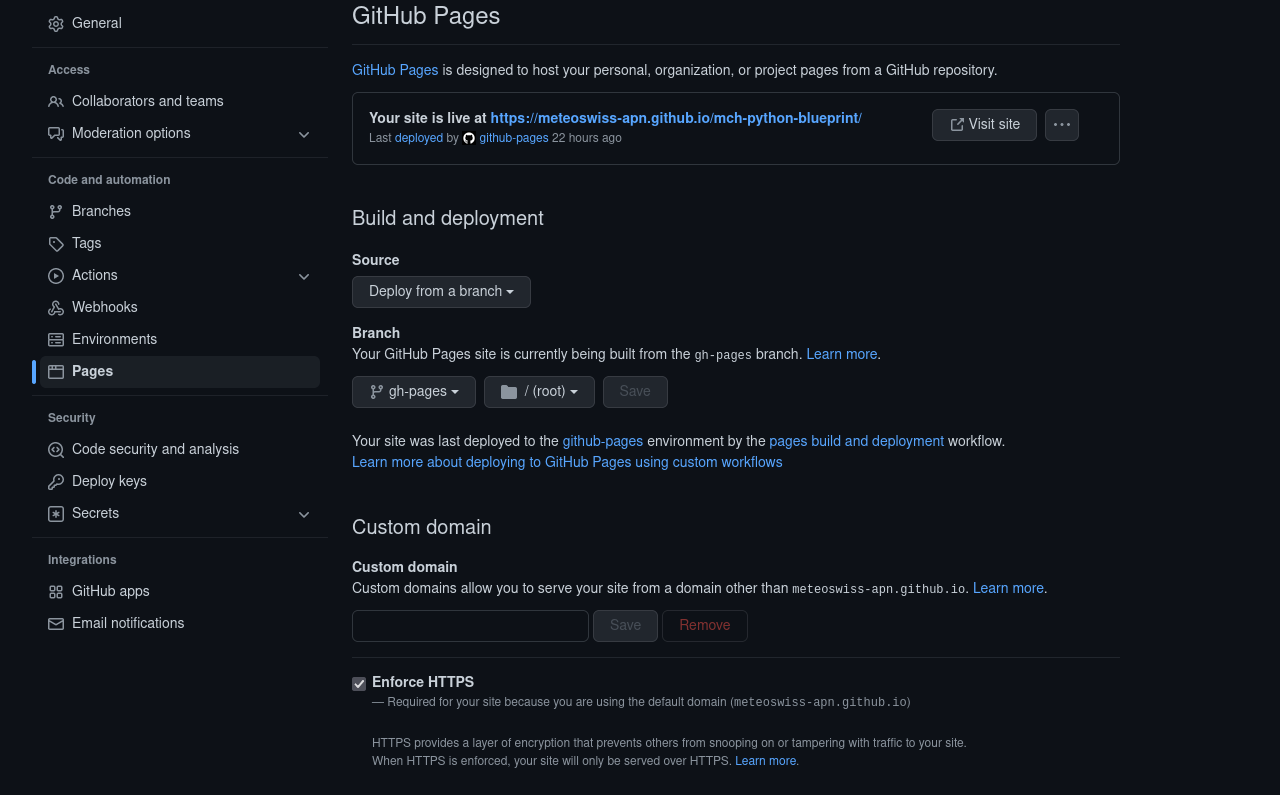 General
Access
Collaborators and teams
Moderation options
Code and automation
Branches
Tags
Actions
Webhooks
Environments
Pages
Security
Code security and analysis
Deploy keys
Secrets
Integrations
GitHub apps
Email notifications
GitHub Pages
GitHub Pages is designed to host your personal, organization, or project pages from a GitHub repository.
Your site is live at https://meteoswiss-apn.github.io/mch-python-blueprint/
Last deployed by github-pages 22 hours ago
Visit site
Build and deployment
Source
Deploy from a branch
Branch
Your GitHub Pages site is currently being built from the gh-pages branch. Learn more.
gh-pages / (root) Save
Your site was last deployed to the github-pages environment by the pages build and deployment workflow.
Learn more about deploying to GitHub Pages using custom workflows
Custom domain
Custom domain
Custom domains allow you to serve your site from a domain other than meteoswiss-apn.github.io. Learn more.
Save Remove
Enforce HTTPS
— Required for your site because you are using the default domain (meteoswiss-apn.github.io)
HTTPS provides a layer of encryption that prevents others from snooping on or tampering with traffic to your site.
When HTTPS is enforced, your site will only be served over HTTPS. Learn more.